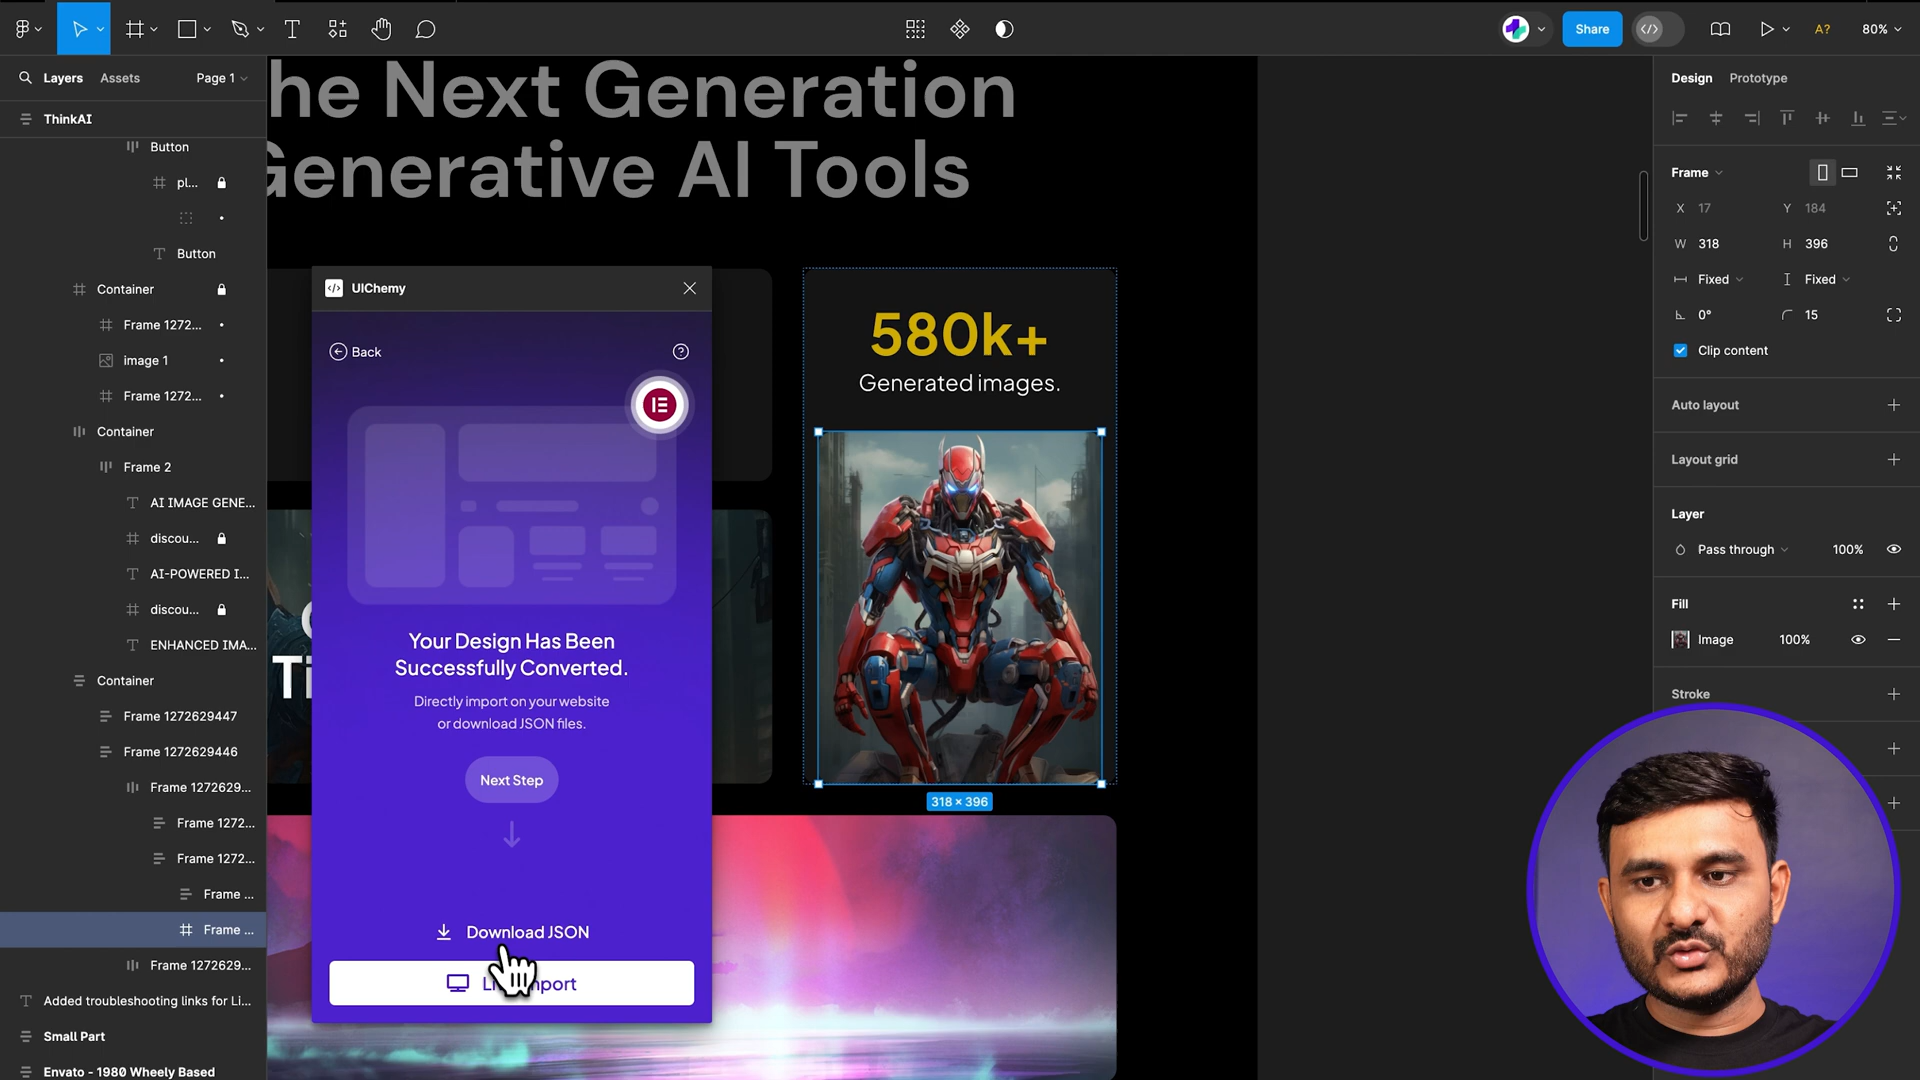 Share
A?
80%
Layers
Assets
Page 1
ThinkAI
Button
pl...
Button
Container
Frame 1272...
image 1
Frame 1272...
Container
Frame 2
AI IMAGE GENE...
discou...
AI-POWERED I...
discou...
ENHANCED IMA...
Container
Frame 1272629447
Frame 1272629446
Frame 1272629...
Frame 1272...
Frame 1272...
Frame ...
Frame ...
Frame 1272629...
Added troubleshooting links for Li...
Small Part
Envato - 1980 Wheely Based
he Next Generation
Generative AI Tools
UIChemy
Back
Your Design Has Been
Successfully Converted.
Directly import on your website
or download JSON files.
Next Step
Download JSON
580k+
Generated images.
318 × 396
Design
Prototype
Frame
X 17
Y 184
W 318
H 396
Fixed
Fixed
0°
15
Clip content
Auto layout
Layout grid
Layer
Pass through
100%
Fill
Image
100%
Stroke